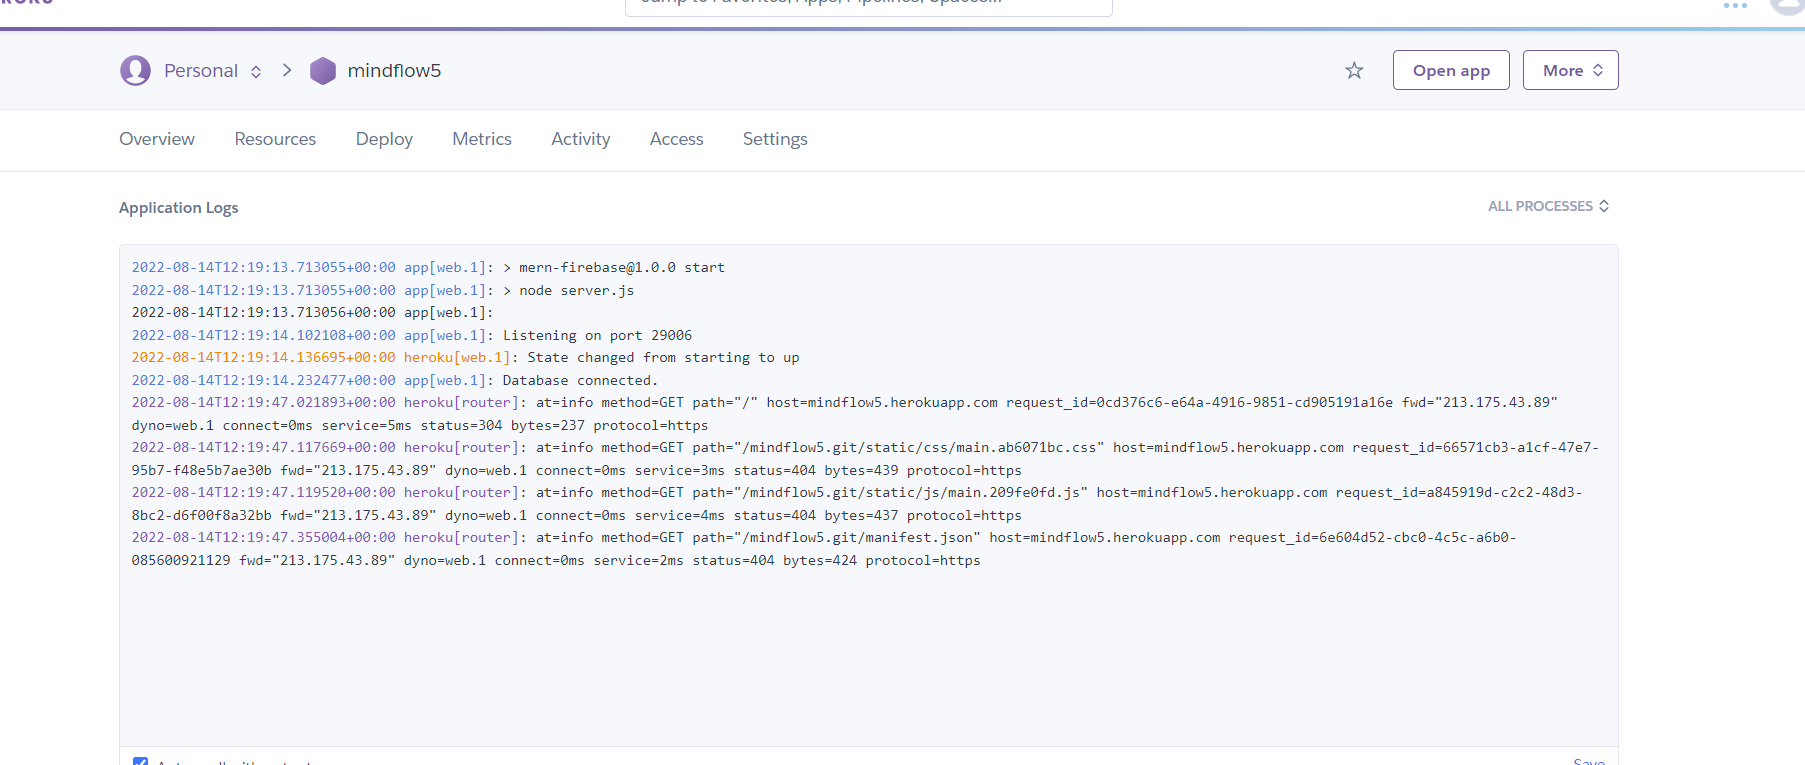 Personal
mindflow5
Open app
More
Overview Resources Deploy Metrics Activity Access Settings
Application Logs
ALL PROCESSES
2022-08-14T12:19:13.713055+00:00 app[web.1]: > mern-firebase@1.0.0 start
2022-08-14T12:19:13.713055+00:00 app[web.1]: > node server.js
2022-08-14T12:19:13.713056+00:00 app[web.1]:
2022-08-14T12:19:14.102108+00:00 app[web.1]: Listening on port 29006
2022-08-14T12:19:14.136695+00:00 heroku[web.1]: State changed from starting to up
2022-08-14T12:19:14.232477+00:00 app[web.1]: Database connected.
2022-08-14T12:19:47.021893+00:00 heroku[router]: at=info method=GET path="/" host=mindflow5.herokuapp.com request_id=0cd376c6-e64a-4916-9851-cd905191a16e fwd="213.175.43.89"
dyno=web.1 connect=0ms service=5ms status=304 bytes=237 protocol=https
2022-08-14T12:19:47.117669+00:00 heroku[router]: at=info method=GET path="/mindflow5.git/static/css/main.ab6071bc.css" host=mindflow5.herokuapp.com request_id=66571cb3-a1cf-47e7-
95b7-f48e5b7ae30b fwd="213.175.43.89" dyno=web.1 connect=0ms service=3ms status=404 bytes=439 protocol=https
2022-08-14T12:19:47.119520+00:00 heroku[router]: at=info method=GET path="/mindflow5.git/static/js/main.209fe0fd.js" host=mindflow5.herokuapp.com request_id=a845919d-c2c2-48d3-
8bc2-d6f00f8a32bb fwd="213.175.43.89" dyno=web.1 connect=0ms service=4ms status=404 bytes=437 protocol=https
2022-08-14T12:19:47.355004+00:00 heroku[router]: at=info method=GET path="/mindflow5.git/manifest.json" host=mindflow5.herokuapp.com request_id=6e604d52-cbc0-4c5c-a6b0-
085600921129 fwd="213.175.43.89" dyno=web.1 connect=0ms service=2ms status=404 bytes=424 protocol=https
Save